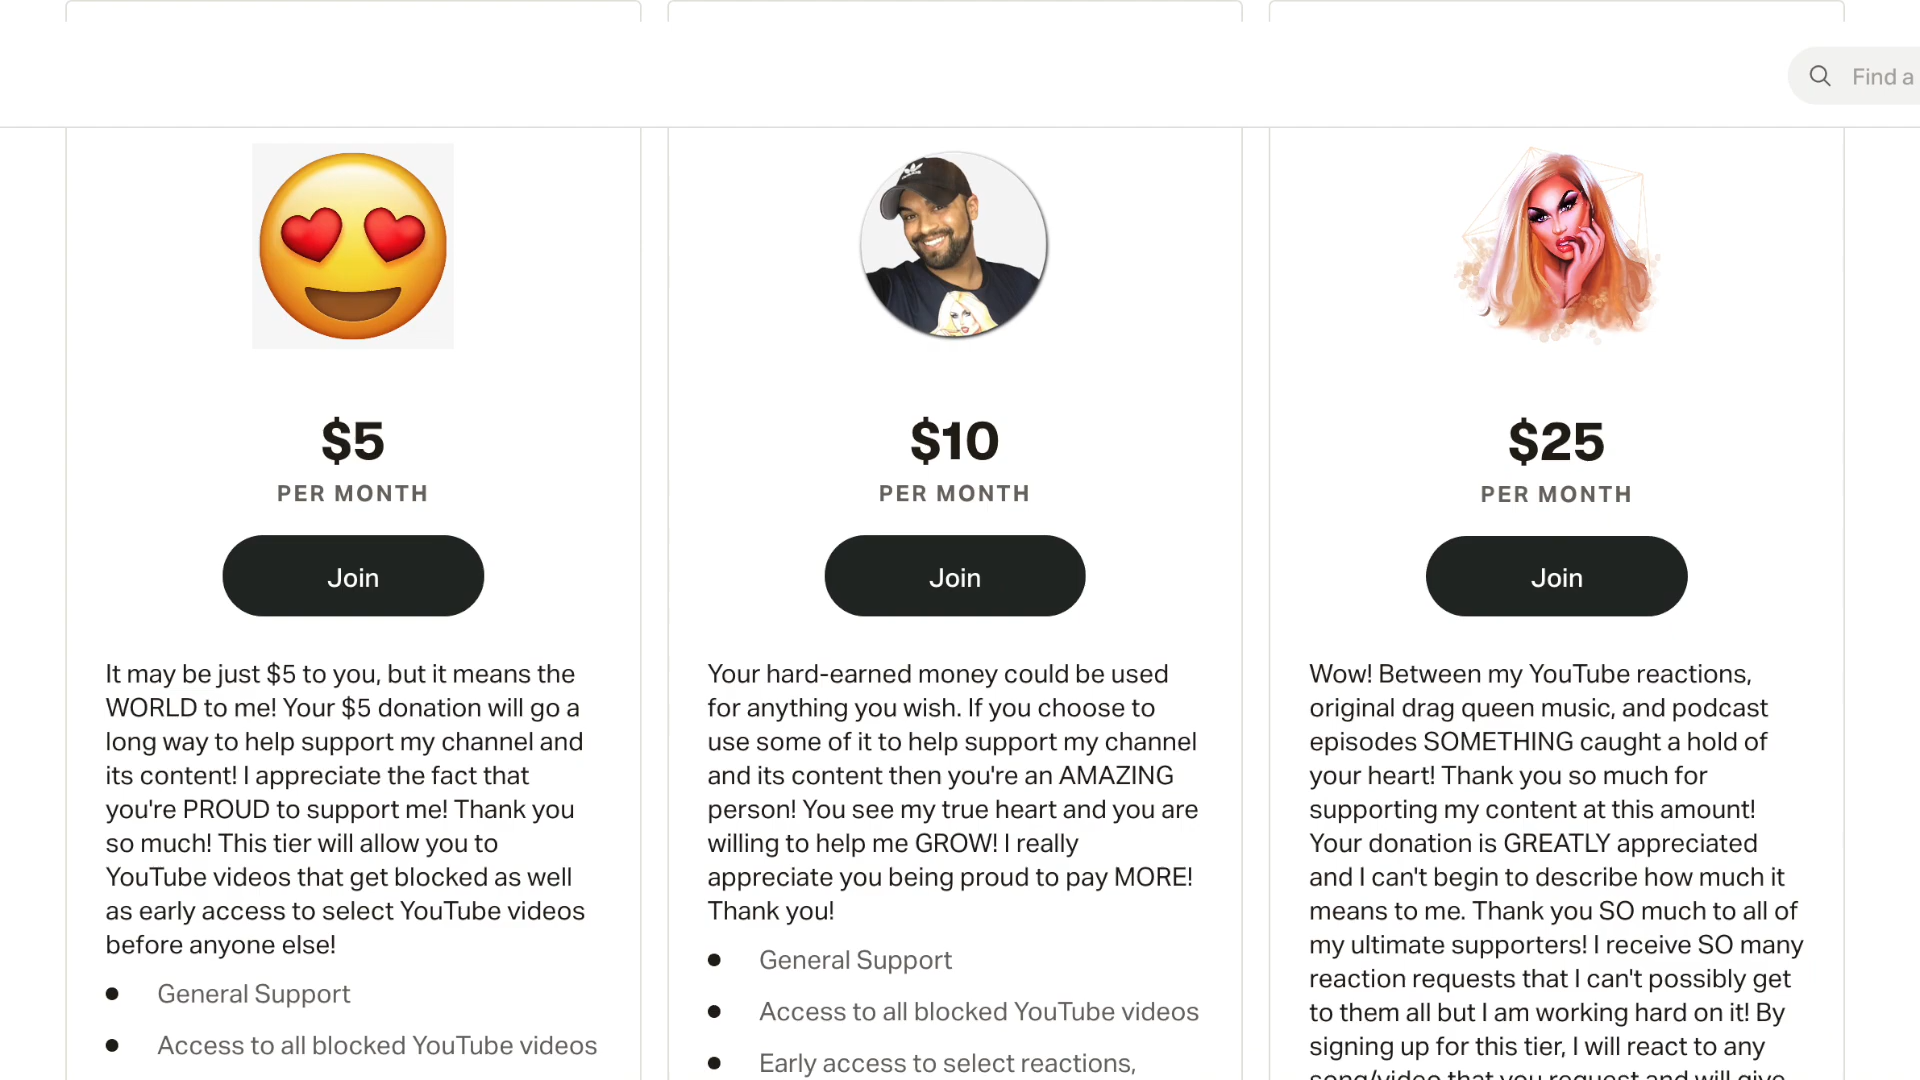 Find a
$5
PER MONTH
Join
It may be just $5 to you, but it means the
WORLD to me! Your $5 donation will go a
long way to help support my channel and
its content! I appreciate the fact that
you're PROUD to support me! Thank you
so much! This tier will allow you to
YouTube videos that get blocked as well
as early access to select YouTube videos
before anyone else!
General Support
Access to all blocked YouTube videos
$10
PER MONTH
Join
Your hard-earned money could be used
for anything you wish. If you choose to
use some of it to help support my channel
and its content then you're an AMAZING
person! You see my true heart and you are
willing to help me GROW! I really
appreciate you being proud to pay MORE!
Thank you!
General Support
Access to all blocked YouTube videos
Early access to select reactions,
$25
PER MONTH
Join
Wow! Between my YouTube reactions,
original drag queen music, and podcast
episodes SOMETHING caught a hold of
your heart! Thank you so much for
supporting my content at this amount!
Your donation is GREATLY appreciated
and I can't begin to describe how much it
means to me. Thank you SO much to all of
my ultimate supporters! I receive SO many
reaction requests that I can't possibly get
to them all but I am working hard on it! By
signing up for this tier, I will react to any
song/video that you request and will give